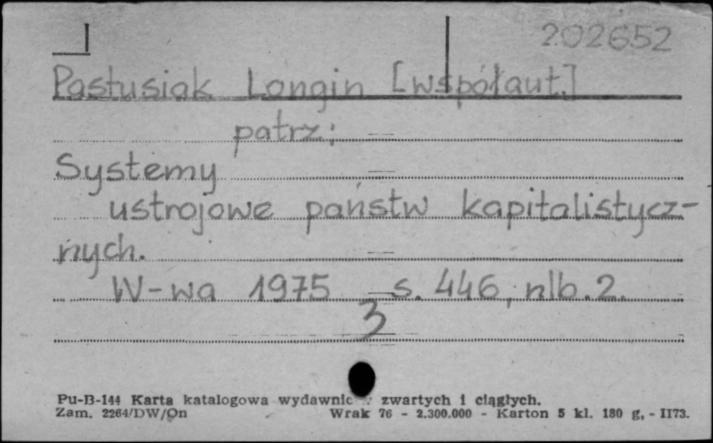 202652
Pastusiak Longin [współaut.]
patrz:
Systemy
ustrojowe państw kapitalistycz-
nych.
W-wa 1975 s. 446, nlb. 2.
3
Pu-B-144 Karta katalogowa wydawnic zwartych i ciągłych.
Zam. 2264/DW/On Wrak 76 - 2.300.000 - Karton 5 kl. 180 g, - II73.